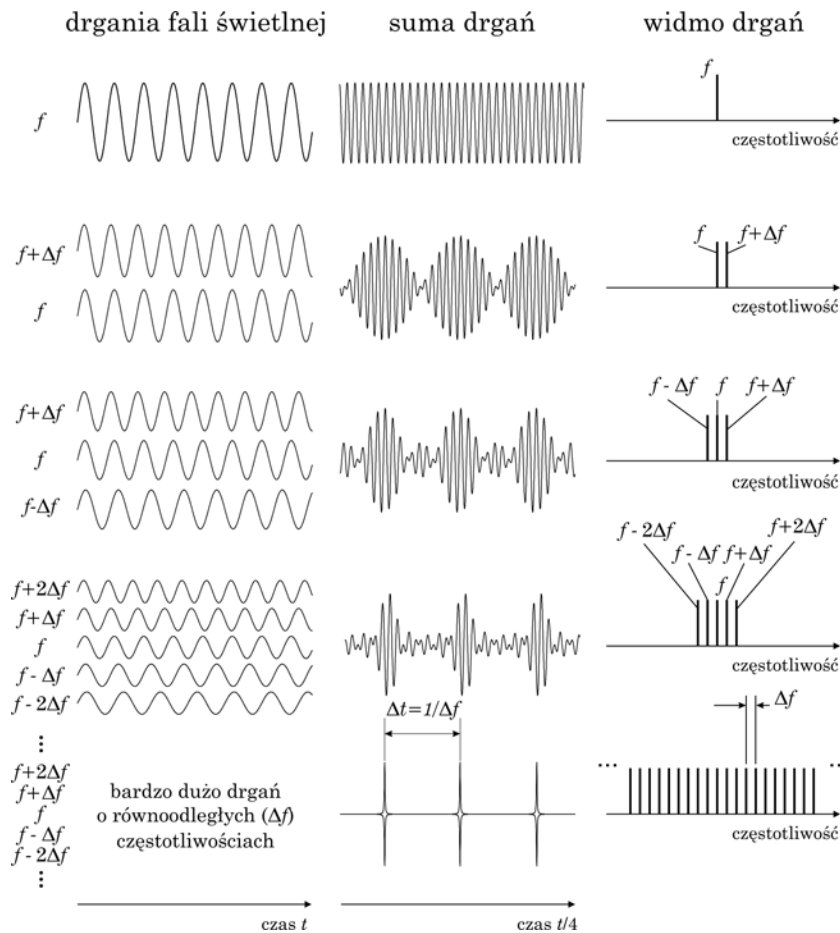 drgania fali świetlnej
suma drgań
widmo drgań
f
f
częstotliwość
f+Δf
f
f
f+Δf
częstotliwość
f+Δf
f
f-Δf
f - Δf
f
f+Δf
częstotliwość
f+2Δf
f+Δf
f
f - Δf
f - 2Δf
f - 2Δf
f - Δf
f
f+Δf
f+2Δf
częstotliwość
⋮
f+2Δf
f+Δf
f
f - Δf
f - 2Δf
⋮
bardzo dużo drgań
o równoodległych (Δf)
częstotliwościach
Δt=1/Δf
Δf
...
...
częstotliwość
czas t
czas t/4